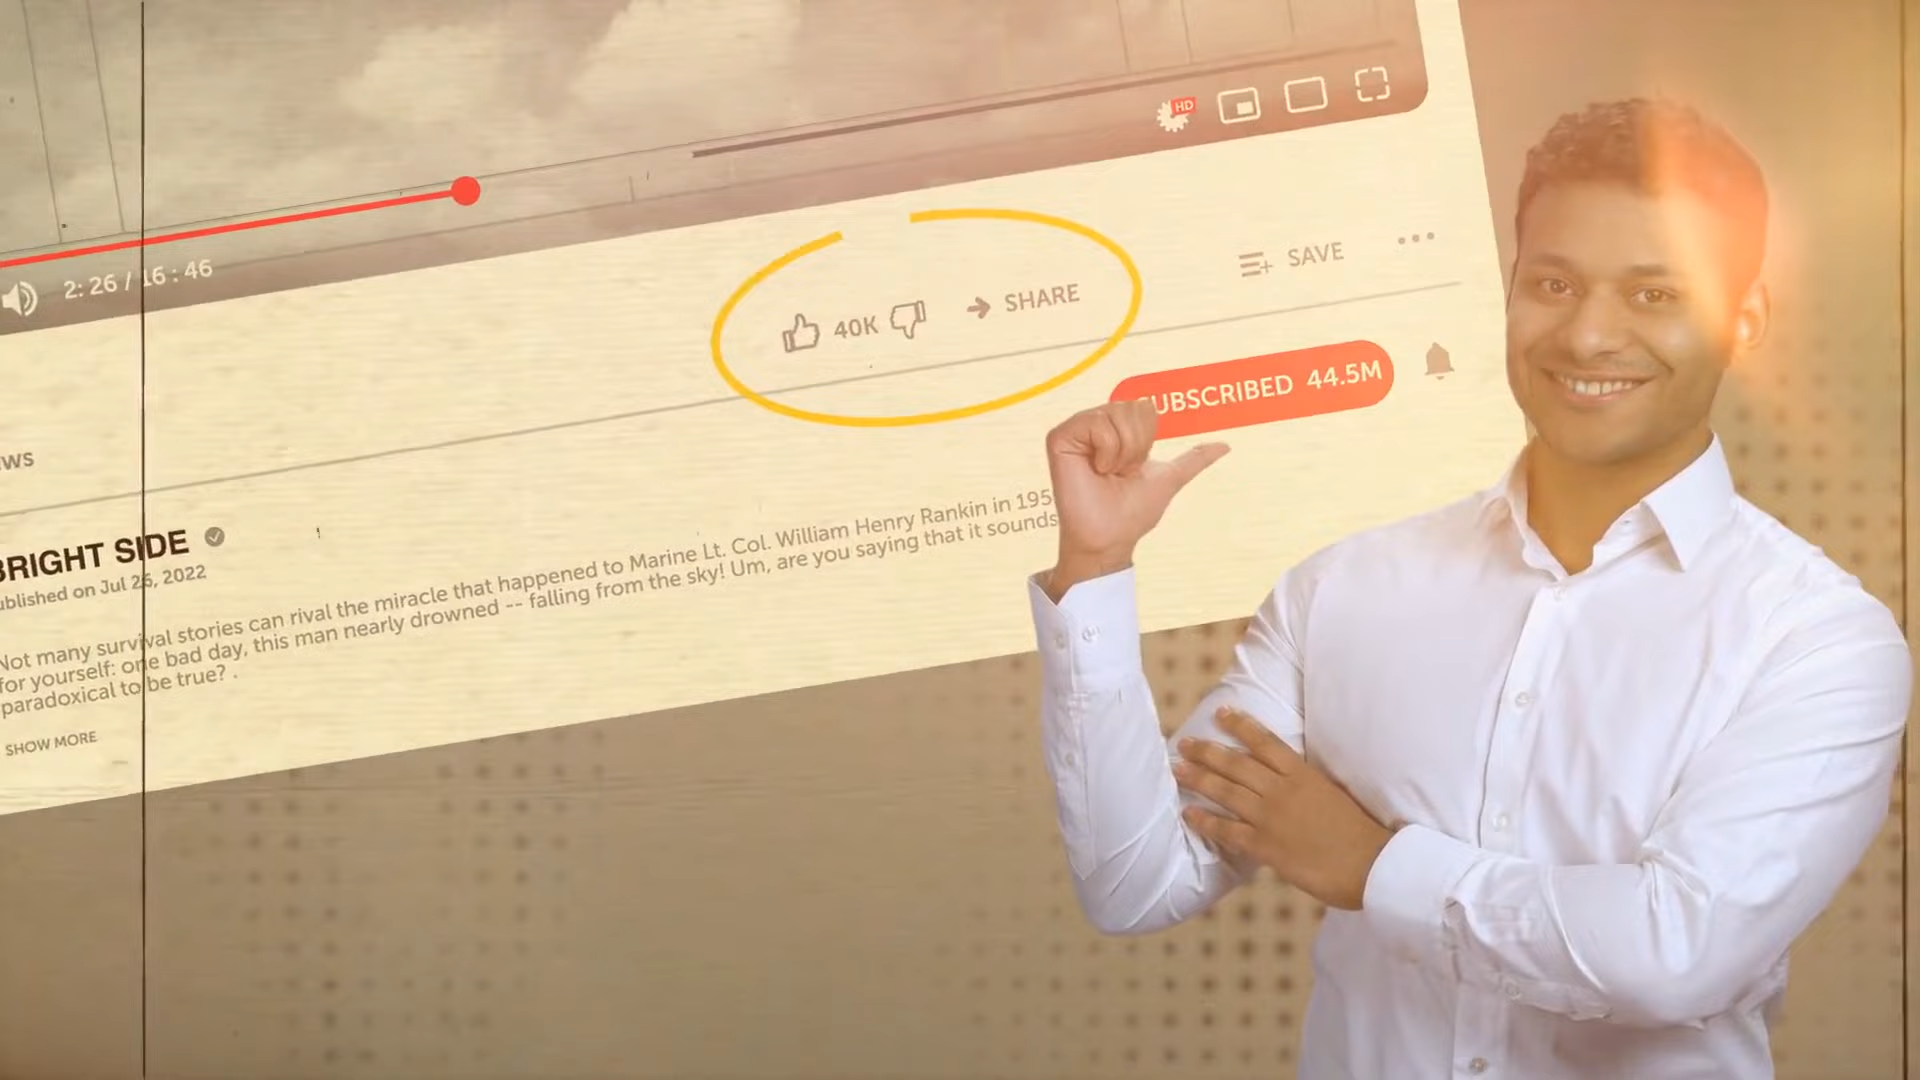 HD
2:26 / 16:46
40K
SHARE
SAVE
SUBSCRIBED 44.5M
BRIGHT SIDE
Published on Jul 26, 2022
Not many survival stories can rival the miracle that happened to Marine Lt. Col. William Henry Rankin in 195
for yourself: one bad day, this man nearly drowned -- falling from the sky! Um, are you saying that it sounds
paradoxical to be true? .
SHOW MORE